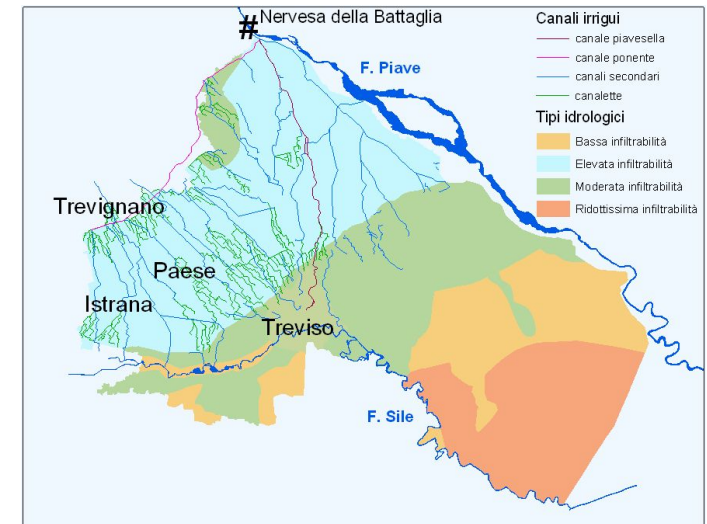 # Nervesa della Battaglia
F. Piave
Trevignano
Paese
Istrana
Treviso
F. Sile
Canali irrigui
canale piavesella
canale ponente
canali secondari
canalette
Tipi idrologici
Bassa infiltrabilità
Elevata infiltrabilità
Moderata infiltrabilità
Ridottissima infiltrabilità